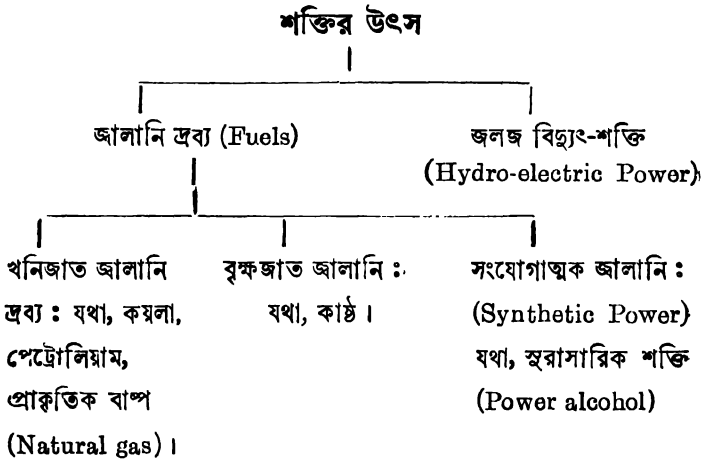 শক্তির উৎস
জ্বালানি দ্রব্য (Fuels)
জলজ বিদ্যুৎ-শক্তি
(Hydro-electric Power)
খনিজাত জ্বালানি
দ্রব্য : যথা, কয়লা,
পেট্রোলিয়াম,
প্রাকৃতিক বাষ্প
(Natural gas) ।
বৃক্ষজাত জ্বালানি :
যথা, কাষ্ঠ ।
সংযোগাত্মক জ্বালানি :
(Synthetic Power)
যথা, সুরাসারিক শক্তি
(Power alcohol)